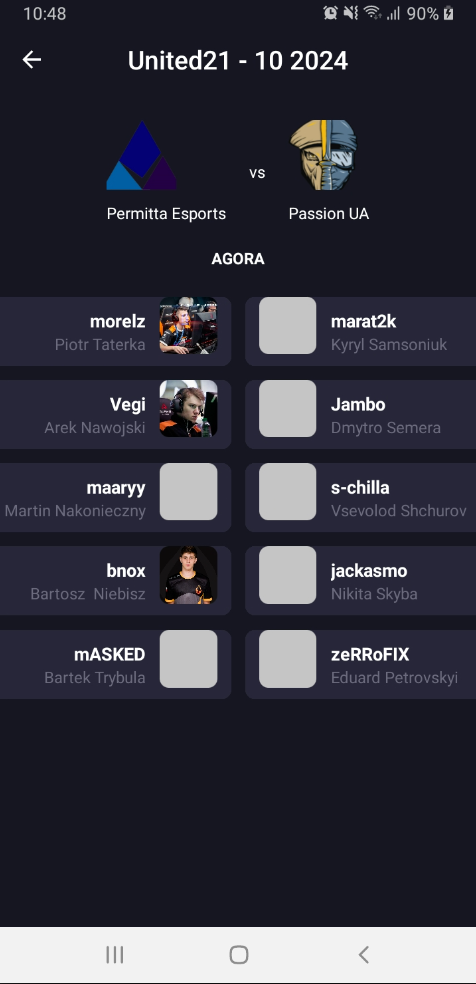 10:48
90%
United21 - 10 2024
vs
Permitta Esports
Passion UA
AGORA
morelz
Piotr Taterka
marat2k
Kyryl Samsoniuk
Vegi
Arek Nawojski
Jambo
Dmytro Semera
maaryy
Martin Nakonieczny
s-chilla
Vsevolod Shchurov
bnox
Bartosz  Niebisz
jackasmo
Nikita Skyba
mASKED
Bartek Trybula
zeRRoFIX
Eduard Petrovskyi